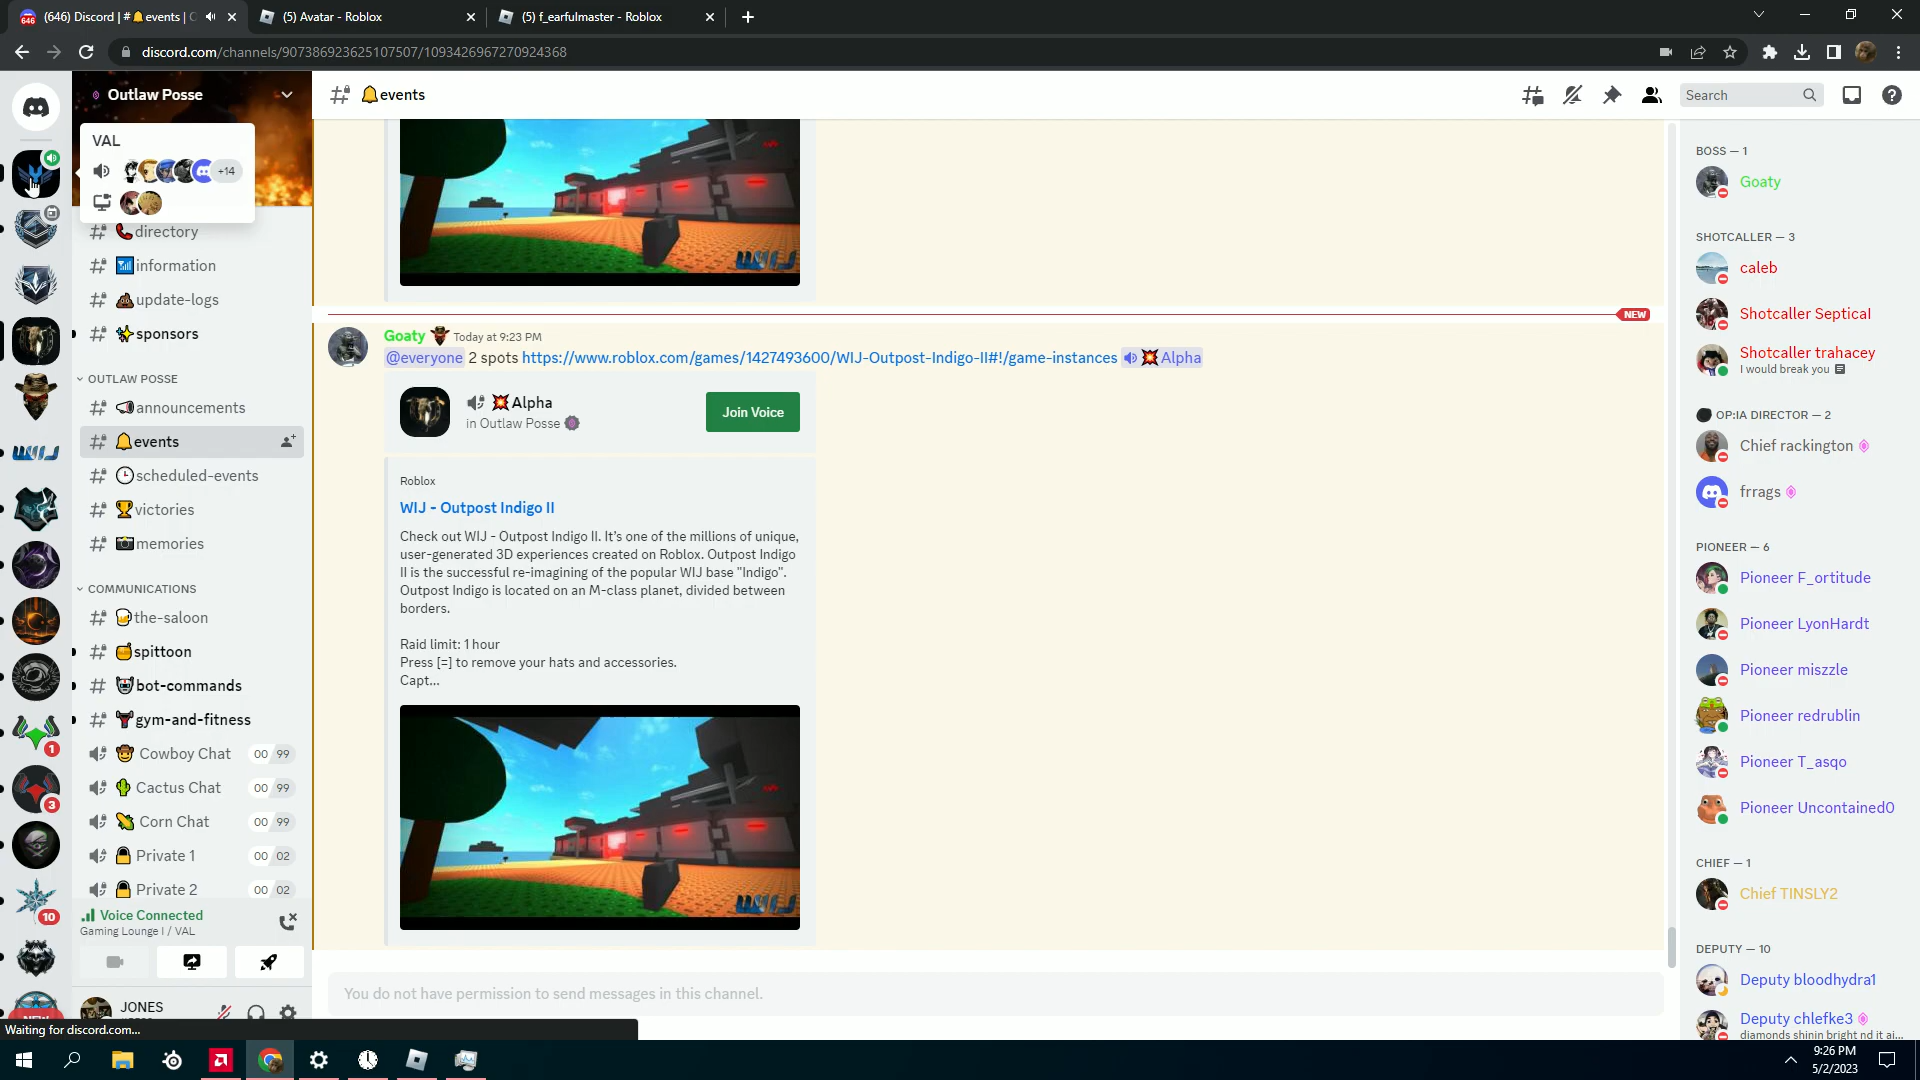 (646) Discord | #🔔events | O
(5) Avatar - Roblox
(5) f_earfulmaster - Roblox
discord.com/channels/907386923625107507/1093426967270924368
Outlaw Posse
VAL
+14
directory
information
update-logs
sponsors
OUTLAW POSSE
announcements
events
scheduled-events
victories
memories
COMMUNICATIONS
the-saloon
spittoon
bot-commands
gym-and-fitness
Cowboy Chat 00 99
Cactus Chat 00 99
Corn Chat 00 99
Private 1 00 02
Private 2 00 02
Voice Connected
Gaming Lounge I / VAL
JONES
Waiting for discord.com...
WIJ
1
3
10
events
Search
NEW
Goaty Today at 9:23 PM
@everyone 2 spots https://www.roblox.com/games/1427493600/WIJ-Outpost-Indigo-II#!/game-instances Alpha
Alpha
in Outlaw Posse
Join Voice
Roblox
WIJ - Outpost Indigo II
Check out WIJ - Outpost Indigo II. It's one of the millions of unique,
user-generated 3D experiences created on Roblox. Outpost Indigo
II is the successful re-imagining of the popular WIJ base "Indigo".
Outpost Indigo is located on an M-class planet, divided between
borders.
Raid limit: 1 hour
Press [=] to remove your hats and accessories.
Capt...
WIJ
You do not have permission to send messages in this channel.
BOSS — 1
Goaty
SHOTCALLER — 3
caleb
Shotcaller Septical
Shotcaller trahacey
I would break you
OP:IA DIRECTOR — 2
Chief rackington
frrags
PIONEER — 6
Pioneer F_ortitude
Pioneer LyonHardt
Pioneer miszzle
Pioneer redrublin
Pioneer T_asqo
Pioneer Uncontained0
CHIEF — 1
Chief TINSLY2
DEPUTY — 10
Deputy bloodhydra1
Deputy chlefke3
diamonds shinin bright nd it ai...
9:26 PM
5/2/2023